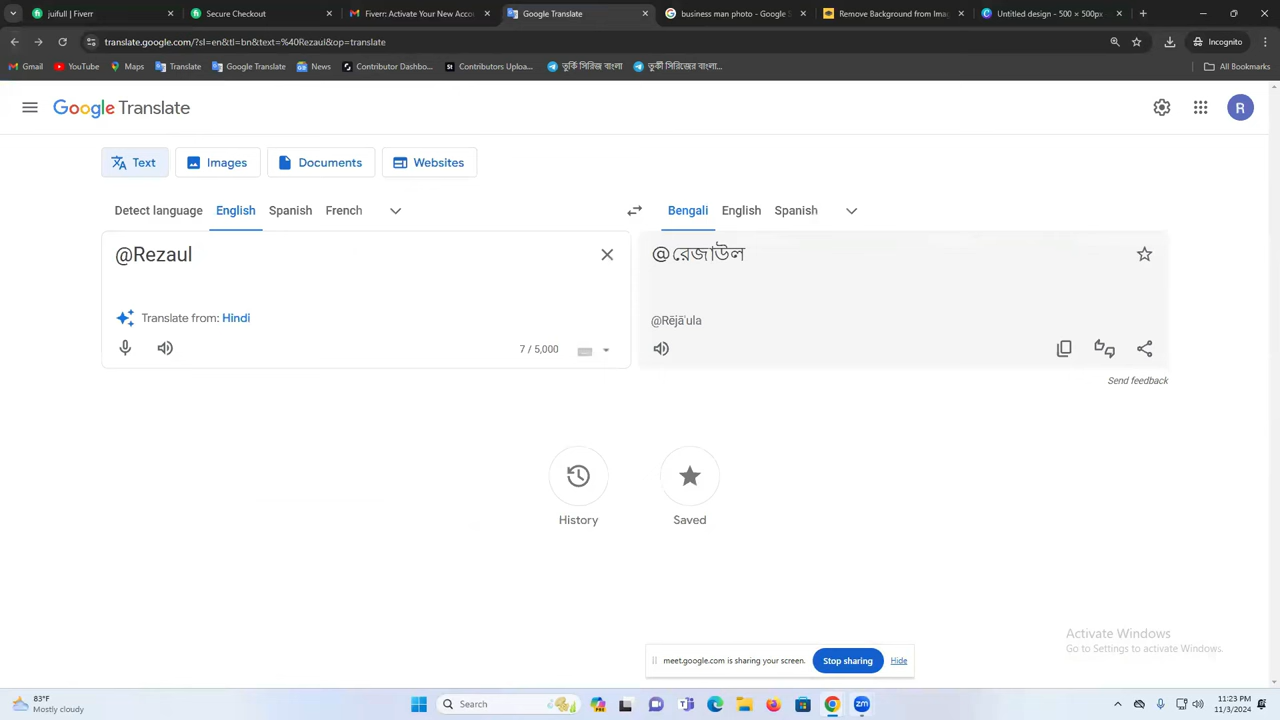 juifull | Fiverr
Secure Checkout
Fiverr: Activate Your New Acco
Google Translate
business man photo - Google S
Remove Background from Imag
Untitled design - 500 × 500px
translate.google.com/?sl=en&tl=bn&text=%40Rezaul&op=translate
Incognito
Gmail
YouTube
Maps
Translate
Google Translate
News
Contributor Dashbo...
Contributors Uploa...
তুর্কি সিরিজ বাংলা
তুর্কী সিরিজের বাংলা...
All Bookmarks
Google Translate
R
Text
Images
Documents
Websites
Detect language
English
Spanish
French
Bengali
English
Spanish
@Rezaul
@রেজাউল
Translate from: Hindi
@Rējā'ula
7 / 5,000
Send feedback
History
Saved
Activate Windows
Go to Settings to activate Windows.
meet.google.com is sharing your screen.
Stop sharing
Hide
83°F
Mostly cloudy
Search
zm
11:23 PM
11/3/2024